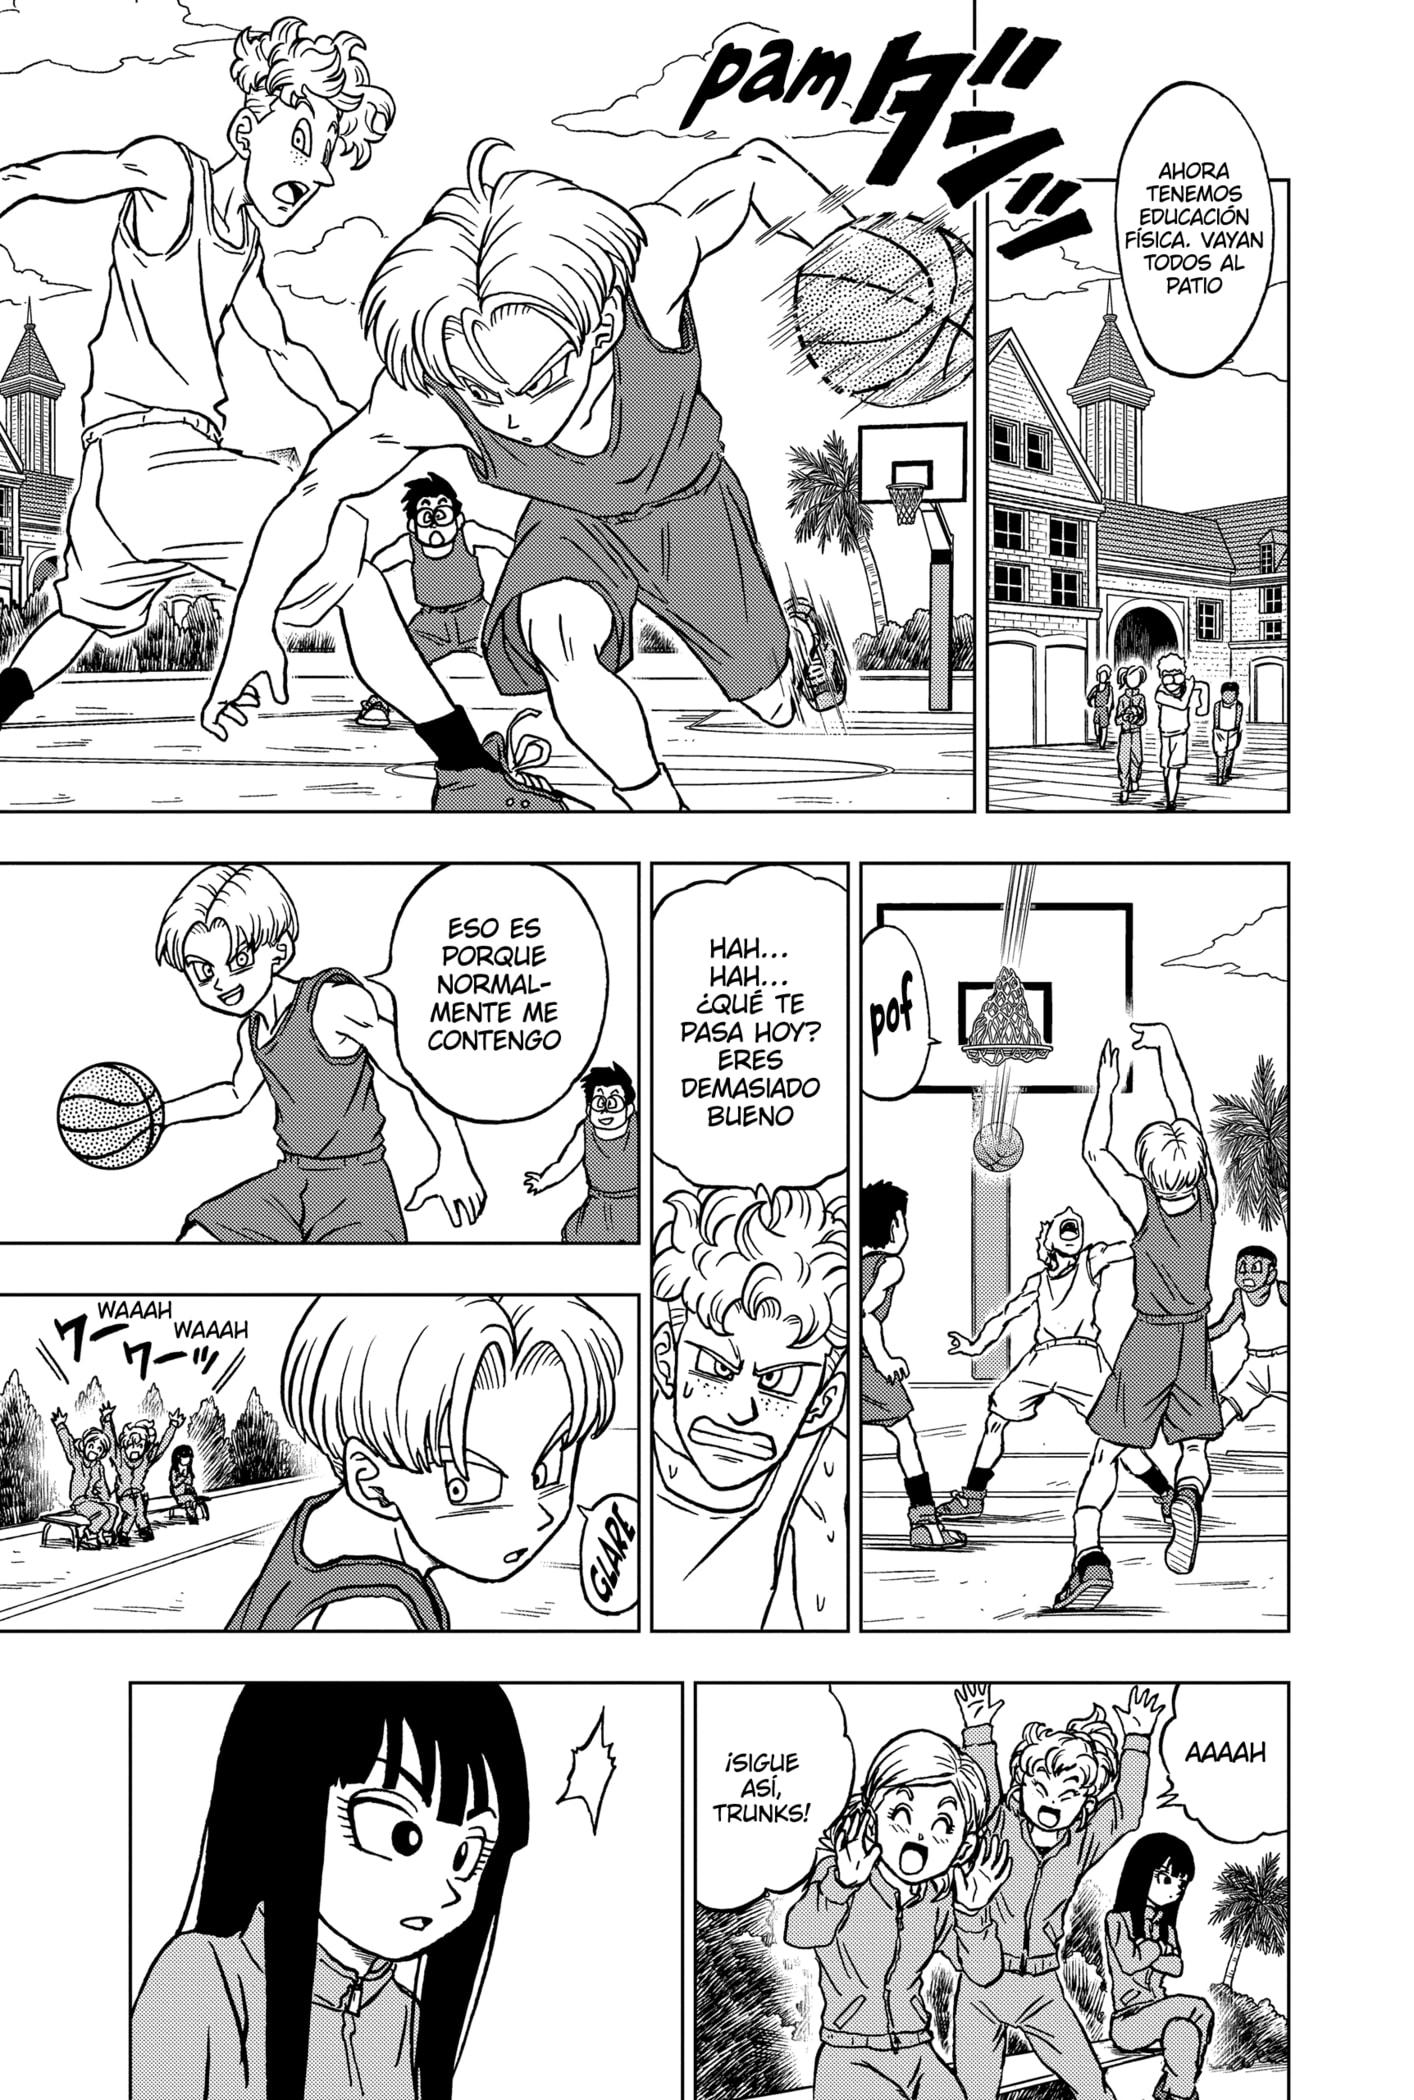 AHORA
TENEMOS
EDUCACIÓN
FÍSICA. VAYAN
TODOS AL
PATIO
pam
ダンッ
pof
HAH...
HAH...
¿QUÉ TE
PASA HOY?
ERES
DEMASIADO
BUENO
ESO ES
PORQUE
NORMAL-
MENTE ME
CONTENGO
WAAAH
WAAAH
ワー
ワーッ
GLARE
AAAAH
¡SIGUE
ASÍ,
TRUNKS!